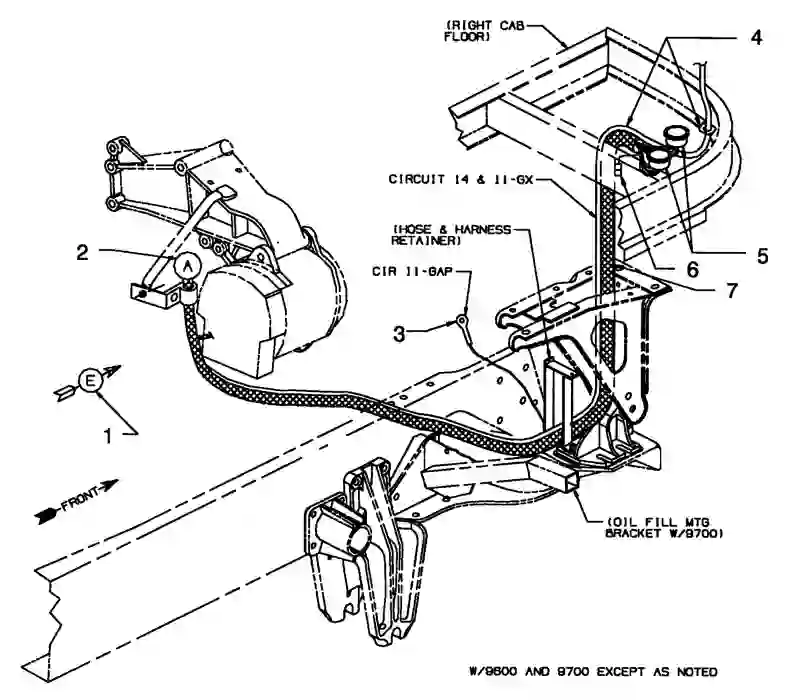 (RIGHT CAB
FLOOR)
4
CIRCUIT 14 & 11-GX
2
A
(HOSE & HARNESS
RETAINER)
5
6
CIR 11-GAP
7
3
E
1
FRONT
(OIL FILL MTG
BRACKET W/9700)
W/9600 AND 9700 EXCEPT AS NOTED